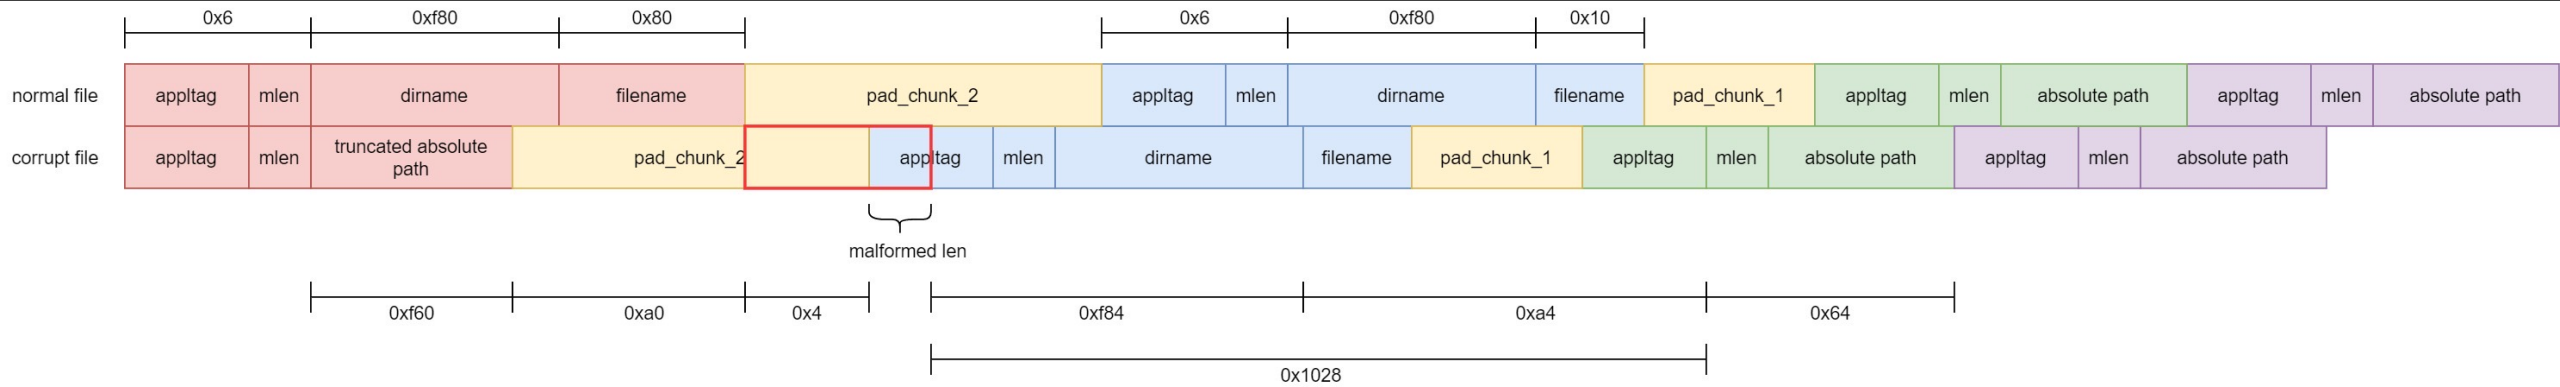 0x6 0xf80 0x80 0x6 0xf80 0x10
normal file appltag mlen dirname filename pad_chunk_2 appltag mlen dirname filename pad_chunk_1 appltag mlen absolute path appltag mlen absolute path
corrupt file appltag mlen truncated absolute path pad_chunk_2 appltag mlen dirname filename pad_chunk_1 appltag mlen absolute path appltag mlen absolute path
malformed len
0xf60 0xa0 0x4 0xf84 0xa4 0x64
0x1028